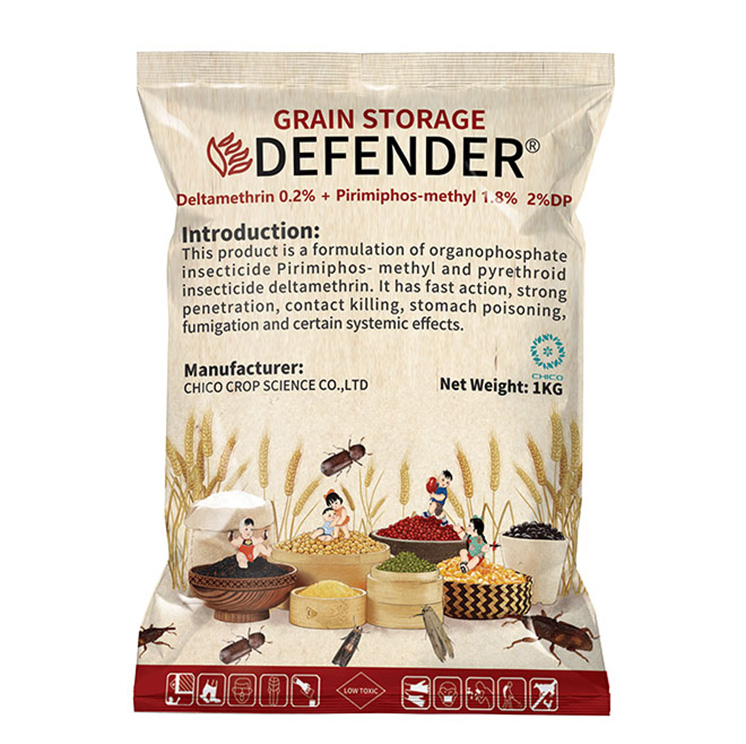 GRAIN STORAGE
DEFENDER®
Deltamethrin 0.2% + Pirimiphos-methyl 1.8% 2%DP
Introduction:
This product is a formulation of organophosphate
insecticide Pirimiphos- methyl and pyrethroid
insecticide deltamethrin. It has fast action, strong
penetration, contact killing, stomach poisoning,
fumigation and certain systemic effects.
CHICO
Manufacturer:
CHICO CROP SCIENCE CO.,LTD
Net Weight: 1KG
LOW TOXIC